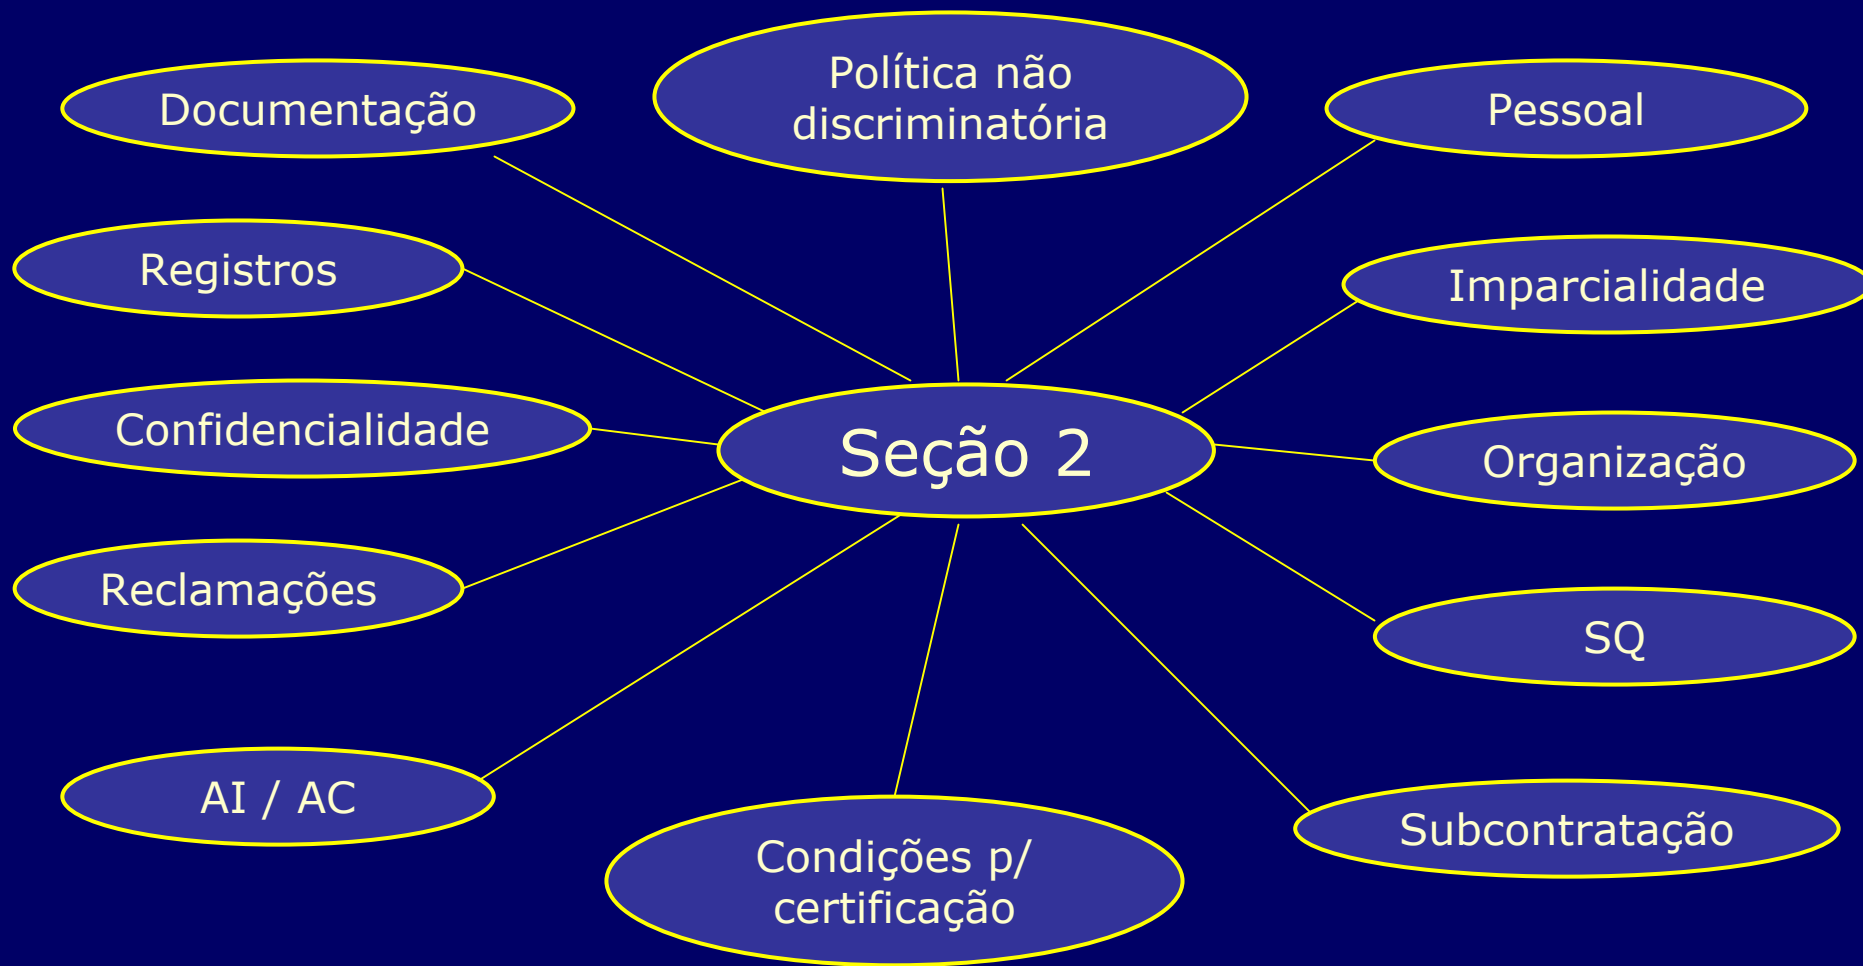 Política não
discriminatória
Documentação
Pessoal
Registros
Imparcialidade
Confidencialidade
Seção 2
Organização
Reclamações
SQ
AI / AC
Subcontratação
Condições p/
certificação